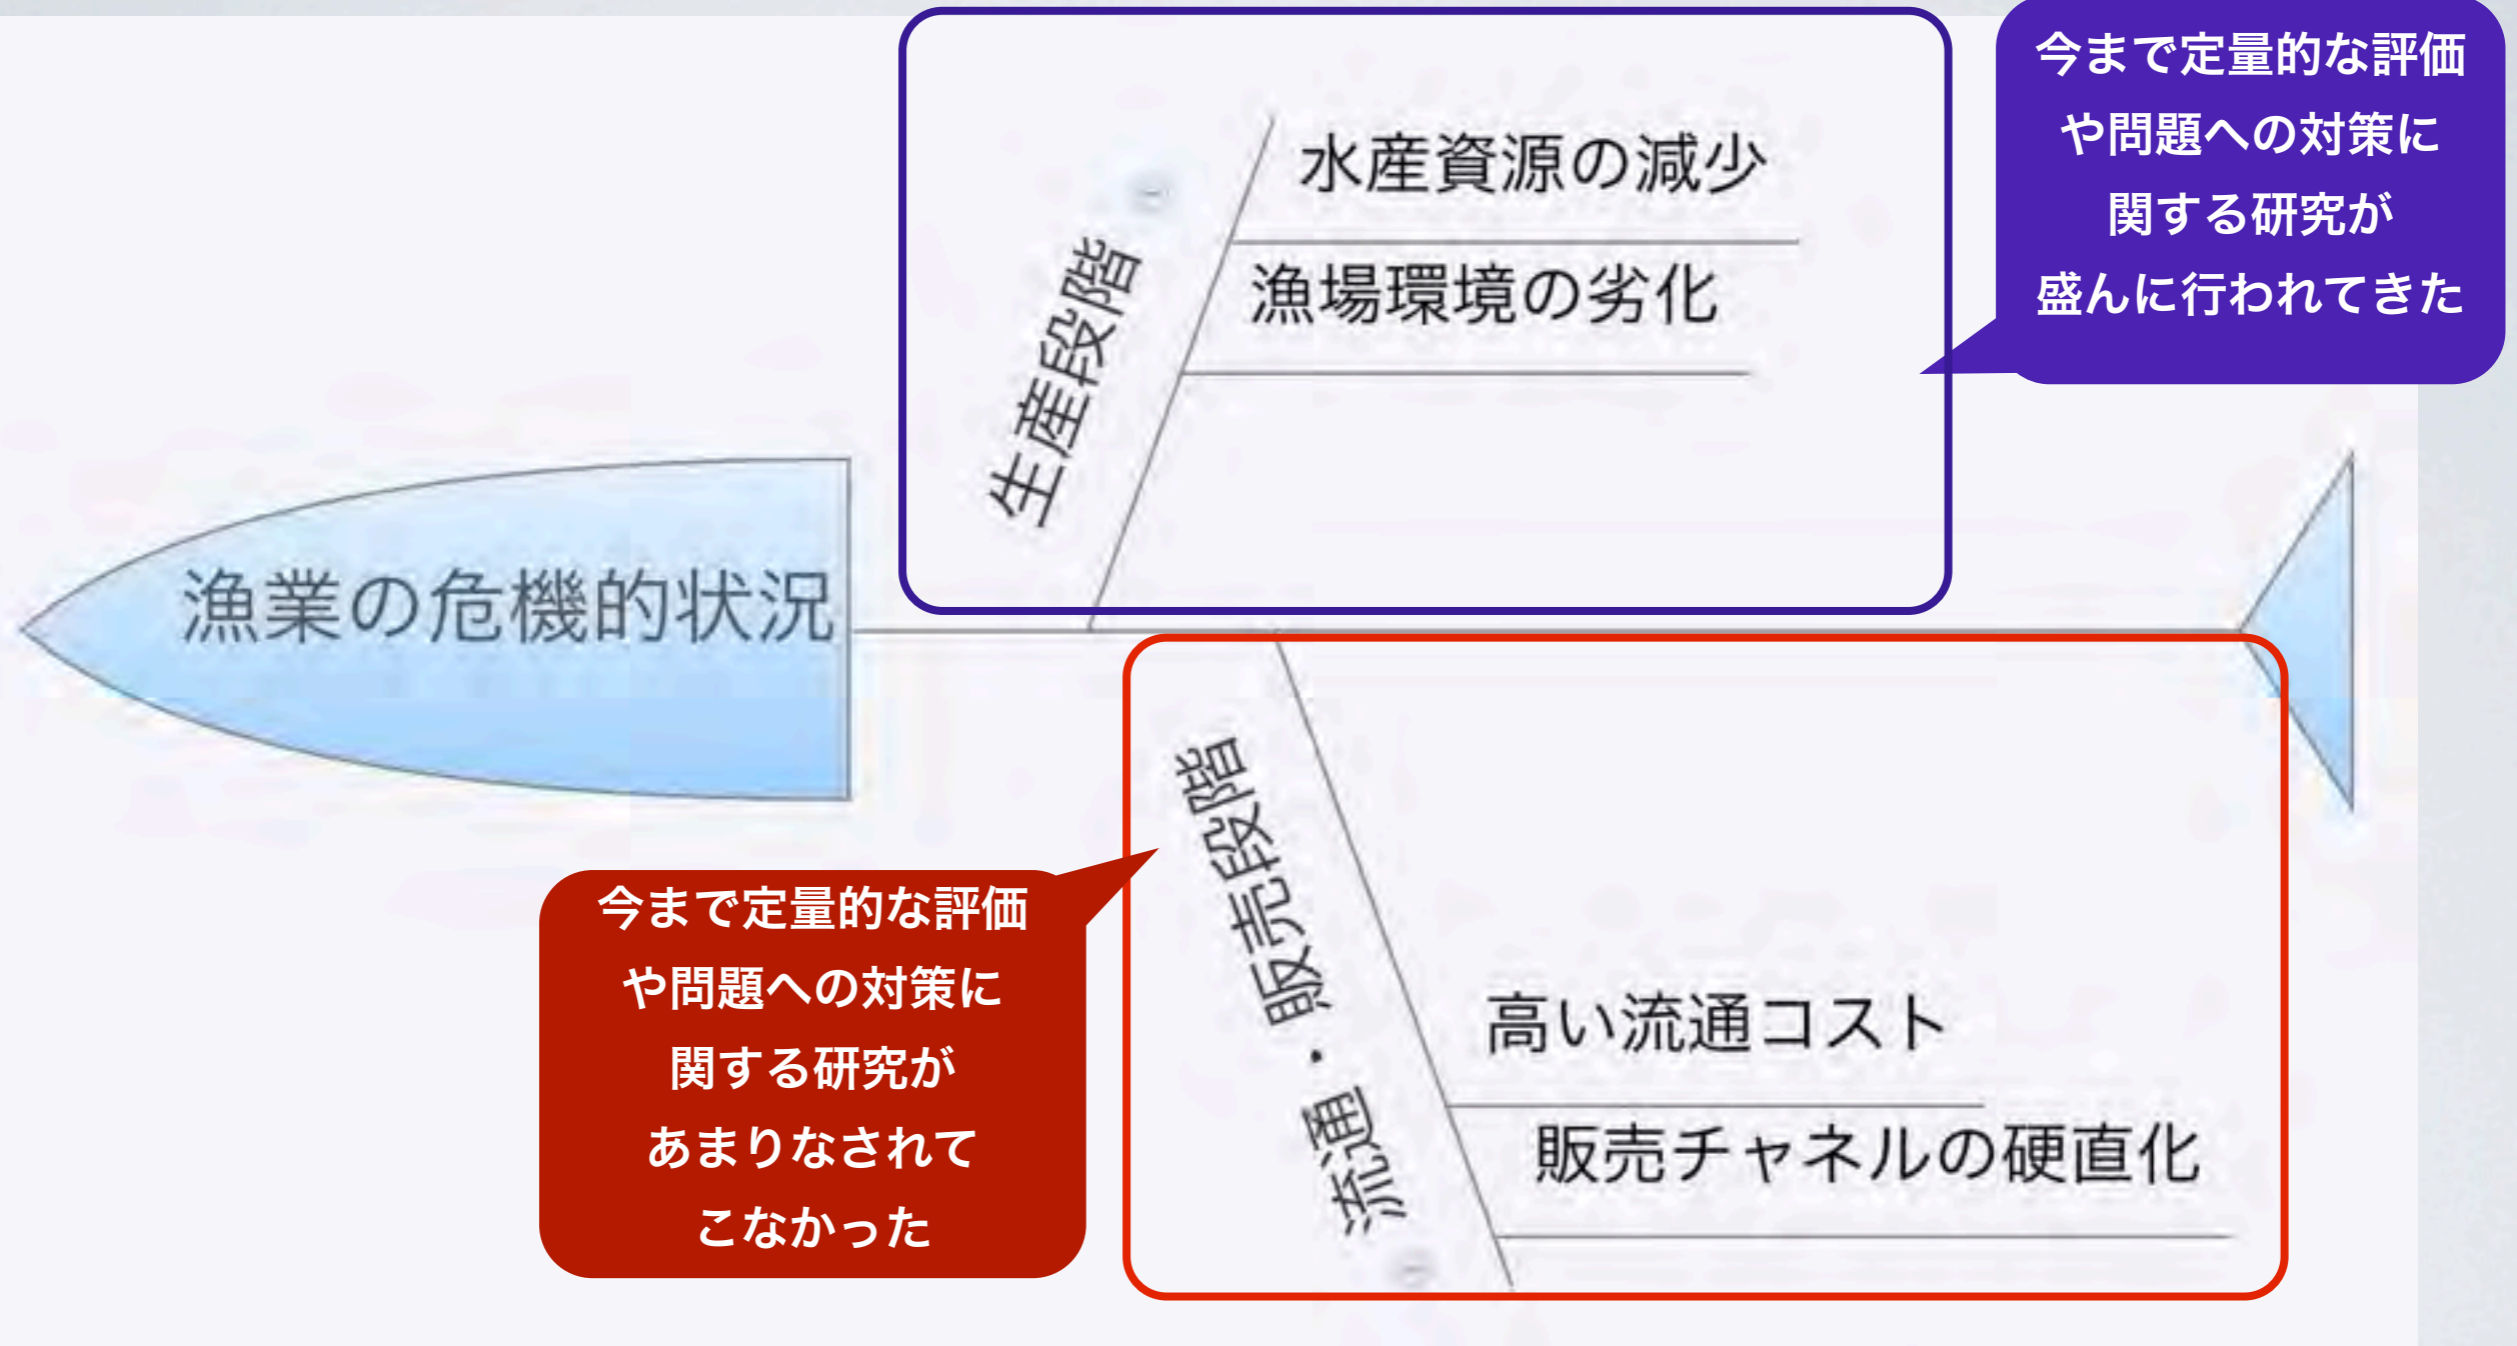 今まで定量的な評価
や問題への対策に
関する研究が
盛んに行われてきた
生産段階
水産資源の減少
漁場環境の劣化
漁業の危機的状況
流通・販売段階
高い流通コスト
販売チャネルの硬直化
今まで定量的な評価
や問題への対策に
関する研究が
あまりなされて
こなかった